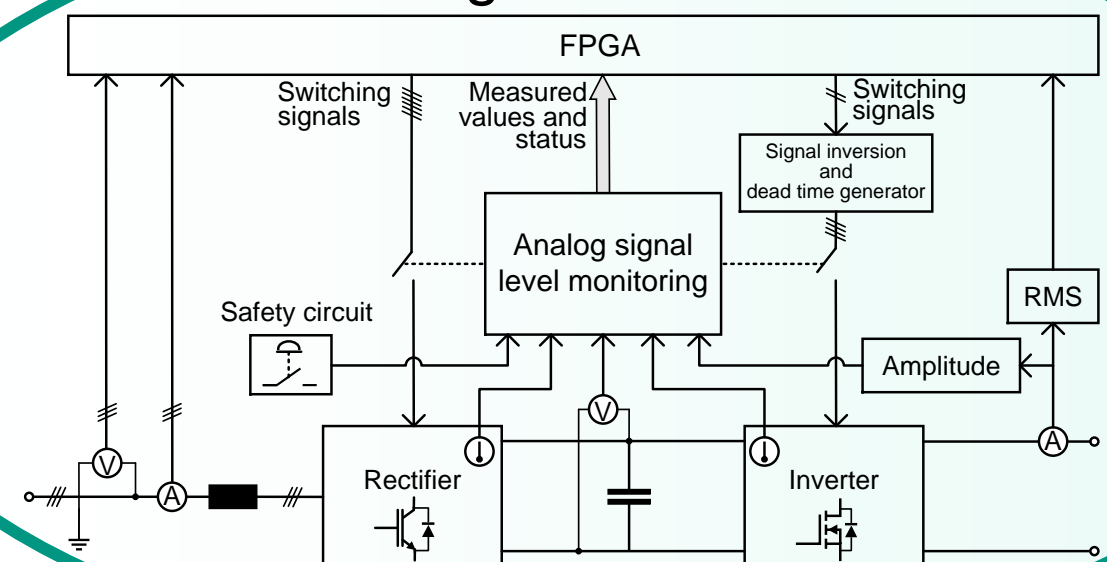 FPGA
Switching
signals
Measured
values and
status
Switching
signals
Signal inversion
and
dead time generator
Analog signal
level monitoring
RMS
Safety circuit
Amplitude
V
V
A
A
Rectifier
Inverter